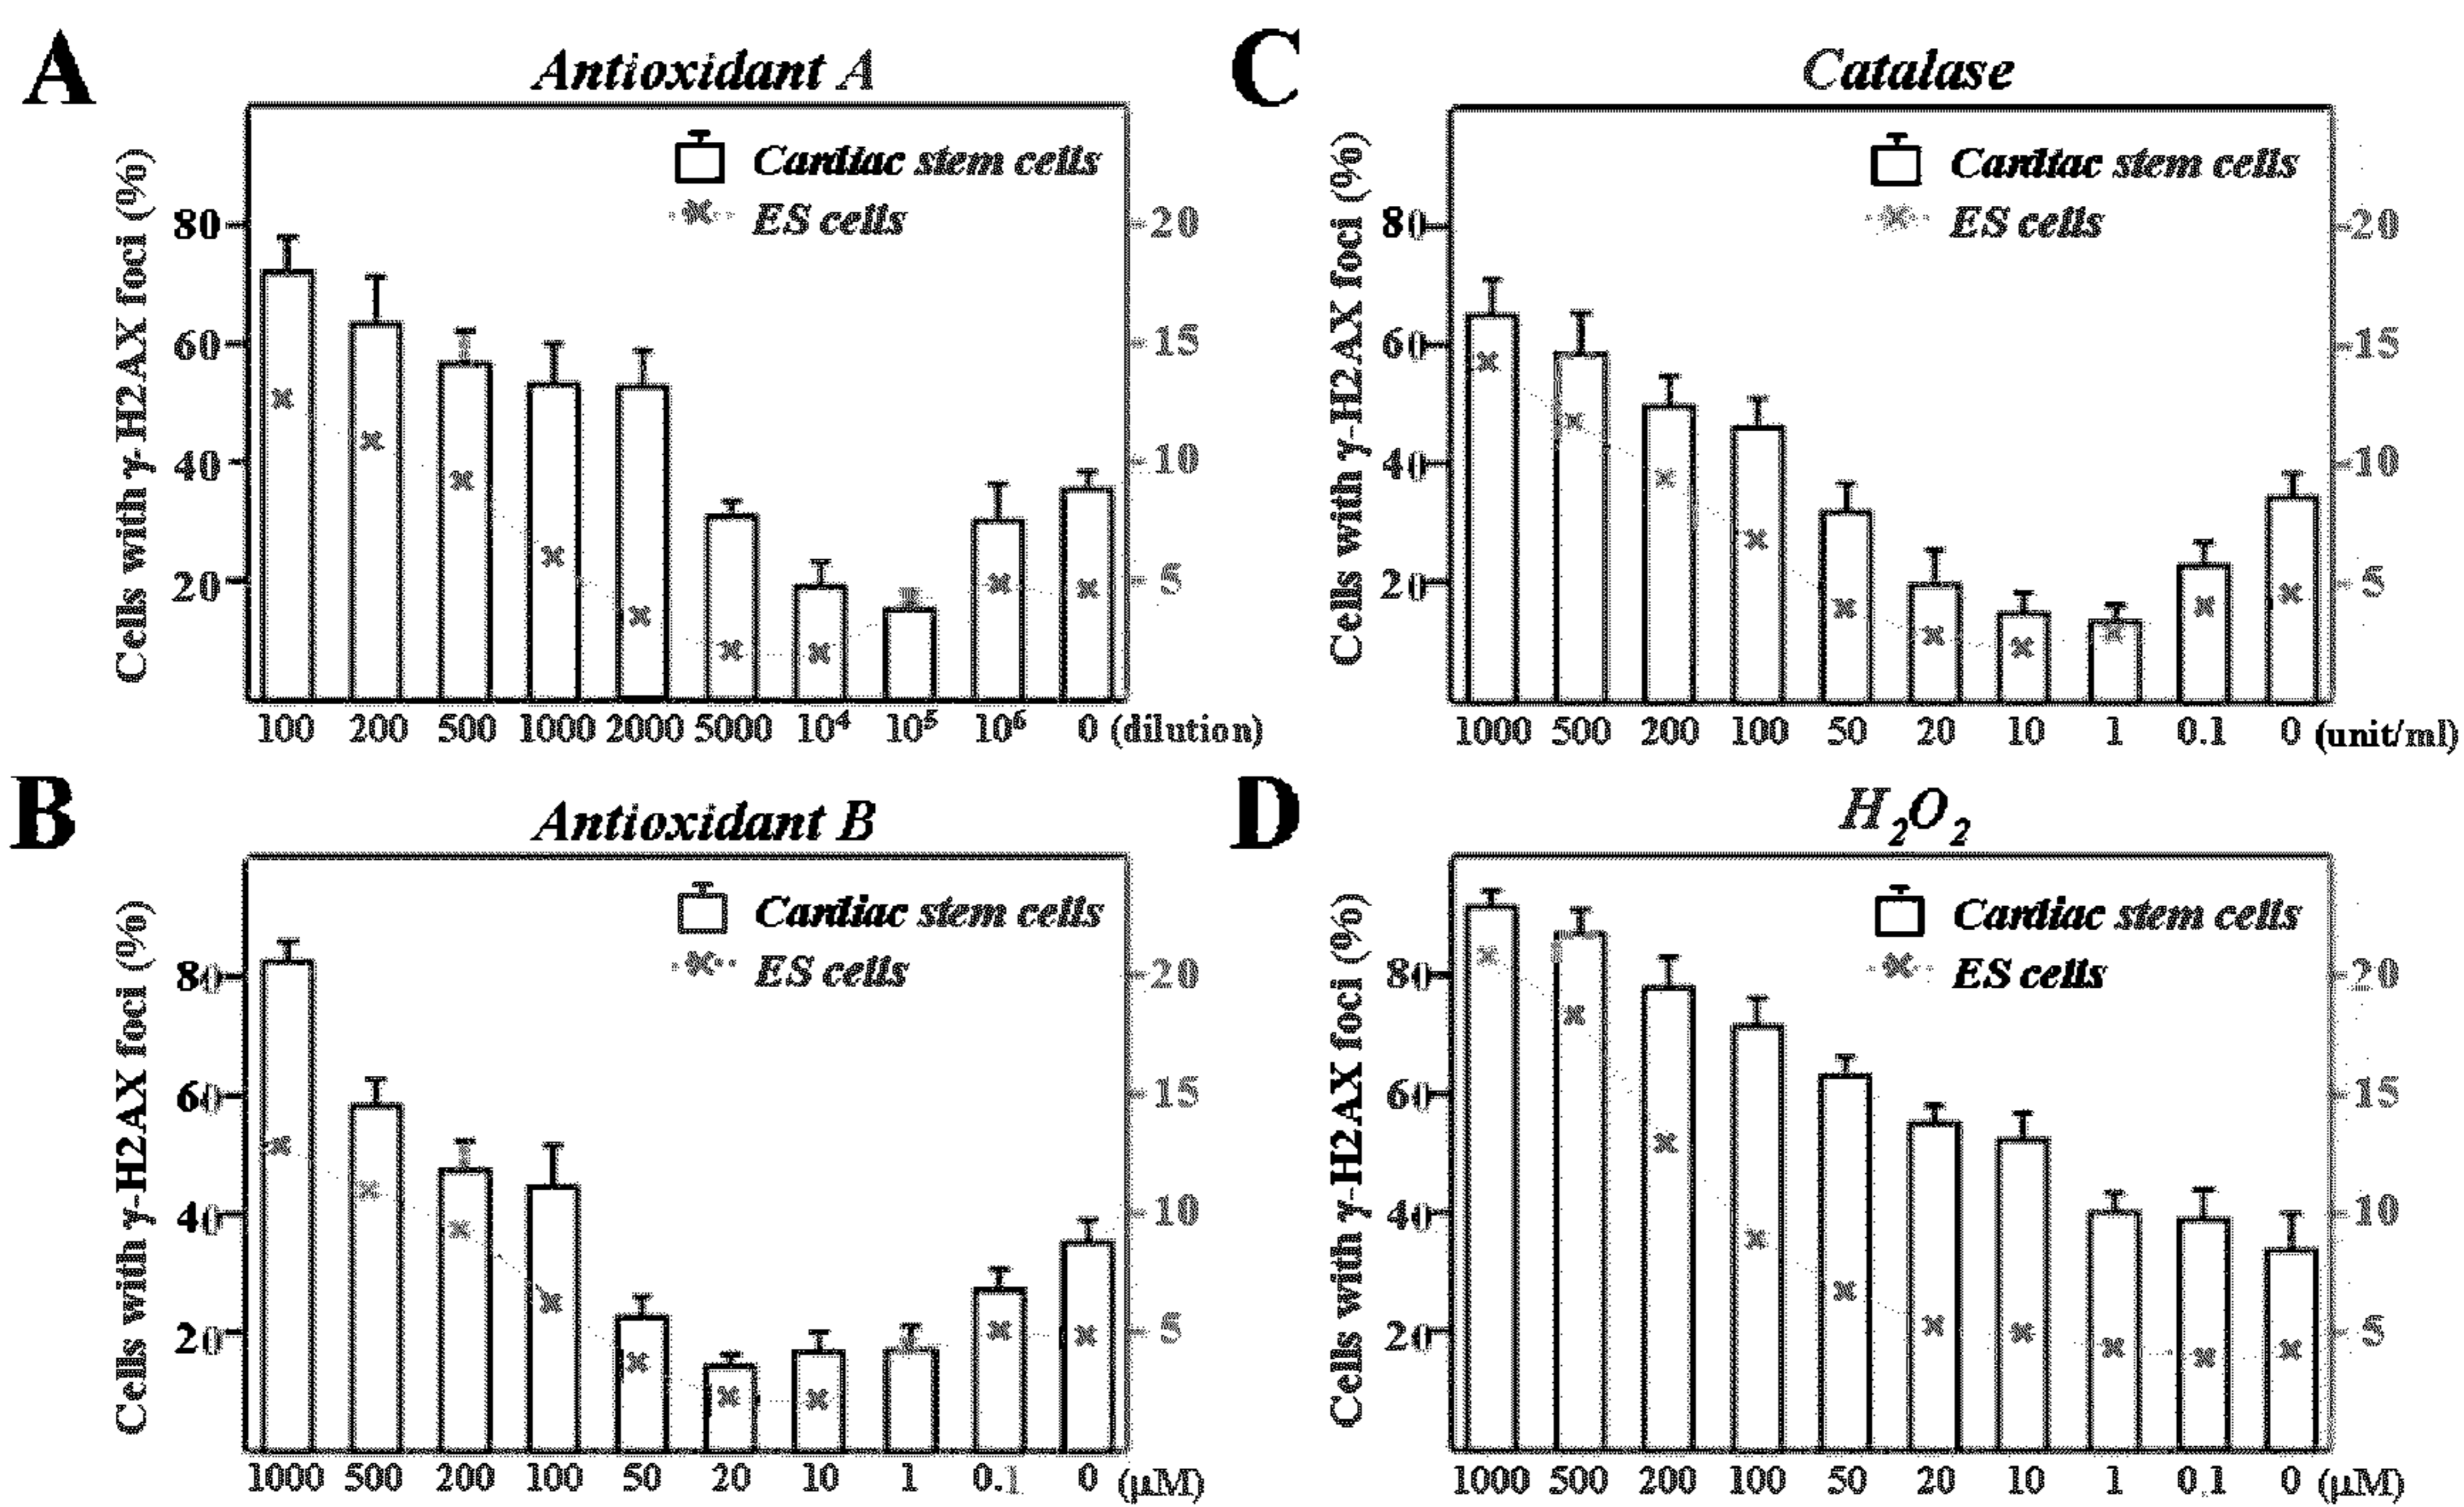 A
Antioxidant A
Cells with γ-H2AX foci (%)
Cardiac stem cells
ES cells
80
60
40
20
20
15
10
5
100 200 500 1000 2000 5000 10⁴ 10⁵ 10⁶ 0 (dilution)
C
Catalase
Cells with γ-H2AX foci (%)
Cardiac stem cells
ES cells
80
60
40
20
20
15
10
5
1000 500 200 100 50 20 10 1 0.1 0 (unit/ml)
B
Antioxidant B
Cells with γ-H2AX foci (%)
Cardiac stem cells
ES cells
80
60
40
20
20
15
10
5
1000 500 200 100 50 20 10 1 0.1 0 (μM)
D
H₂O₂
Cells with γ-H2AX foci (%)
Cardiac stem cells
ES cells
80
60
40
20
20
15
10
5
1000 500 200 100 50 20 10 1 0.1 0 (μM)